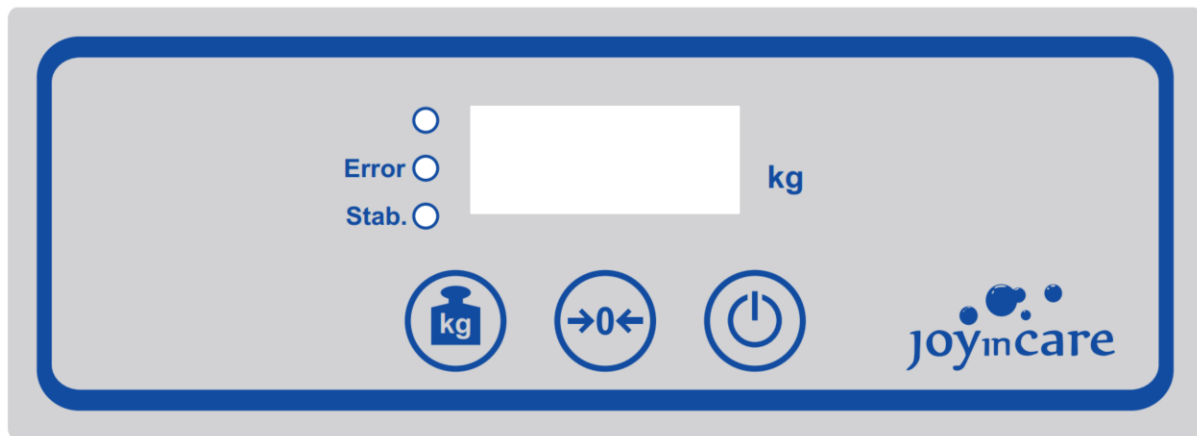 Error
Stab.
kg
kg
→0←
joyincare